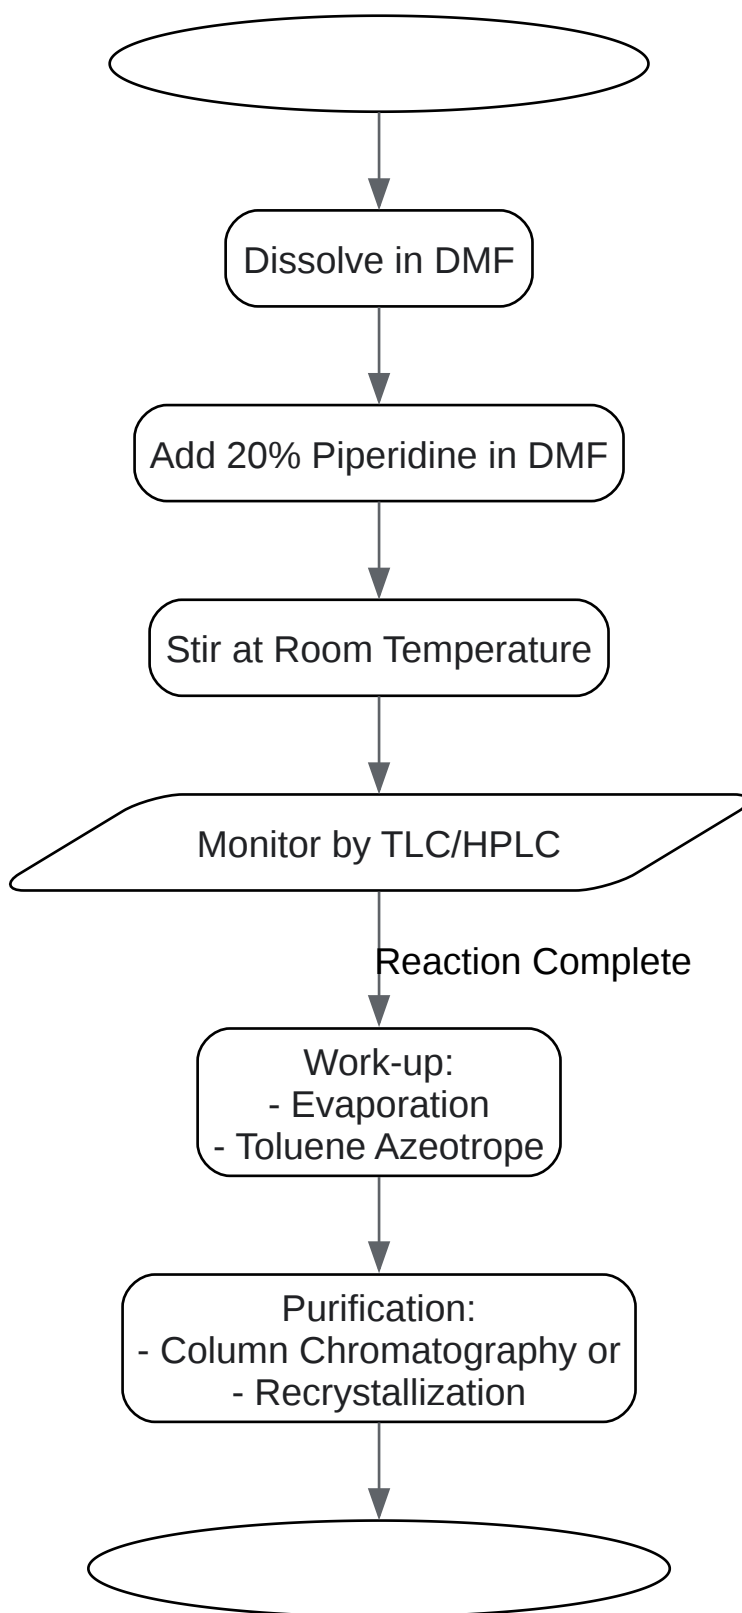 Dissolve in DMF
Add 20% Piperidine in DMF
Stir at Room Temperature
Monitor by TLC/HPLC
Reaction Complete
Work-up:
- Evaporation
- Toluene Azeotrope
Purification:
- Column Chromatography or
- Recrystallization